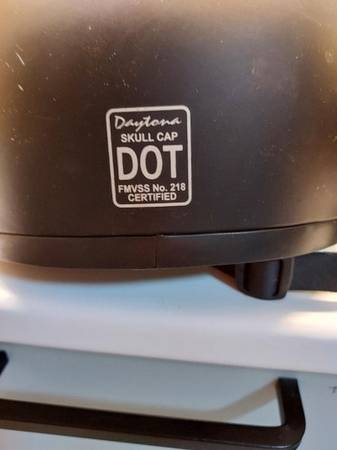 Daytona
SKULL CAP
DOT
FMVSS No. 218
CERTIFIED